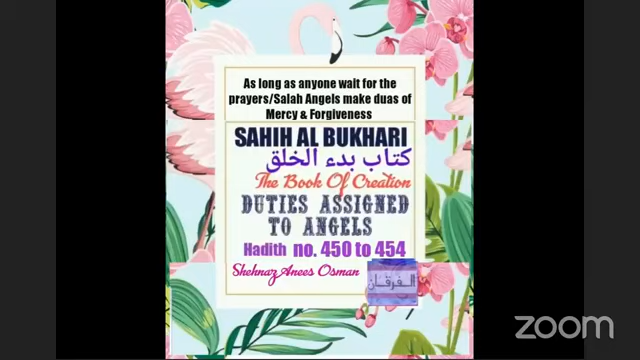 As long as anyone wait for the
prayers/Salah Angels make duas of
Mercy & Forgiveness
SAHIH AL BUKHARI
كتاب بدء الخلق
The Book Of Creation
DUTIES ASSIGNED
TO ANGELS
Hadith no. 450 to 454
Shehnaz Anees Osman
الفرقان
zoom